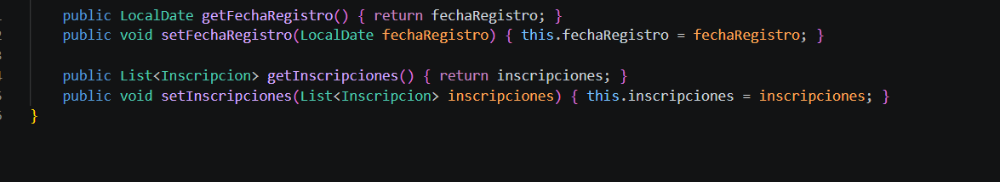 public LocalDate getFechaRegistro() { return fechaRegistro; }
public void setFechaRegistro(LocalDate fechaRegistro) { this.fechaRegistro = fechaRegistro; }
public List<Inscripcion> getInscripciones() { return inscripciones; }
public void setInscripciones(List<Inscripcion> inscripciones) { this.inscripciones = inscripciones; }
}